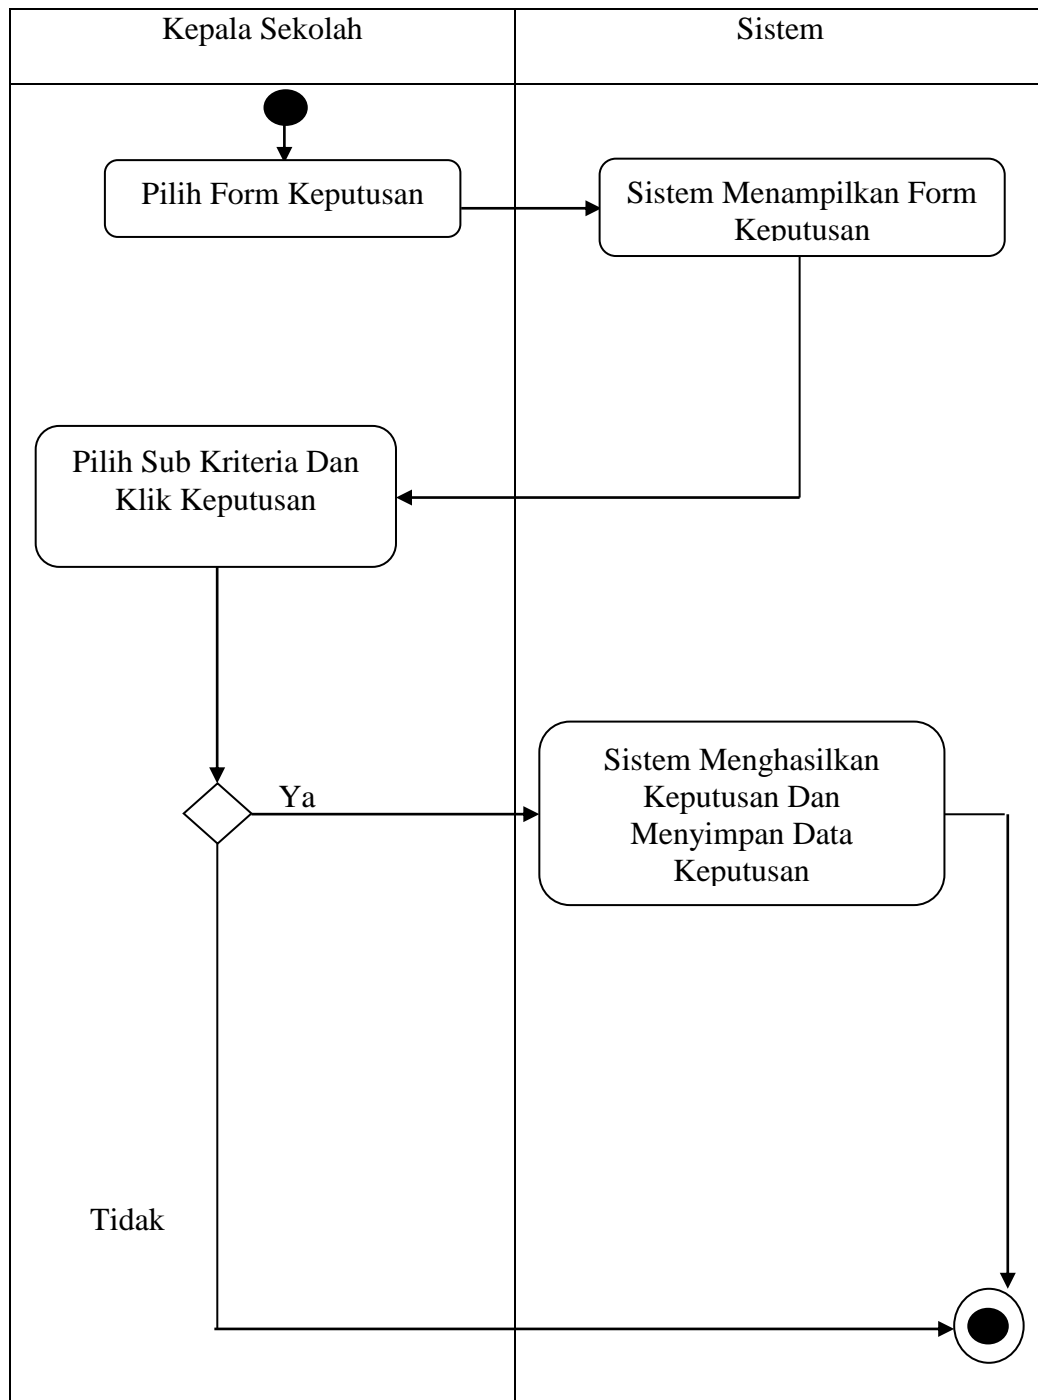 Kepala Sekolah
Sistem
Pilih Form Keputusan
Sistem Menampilkan Form
Keputusan
Pilih Sub Kriteria Dan
Klik Keputusan
Ya
Sistem Menghasilkan
Keputusan Dan
Menyimpan Data
Keputusan
Tidak